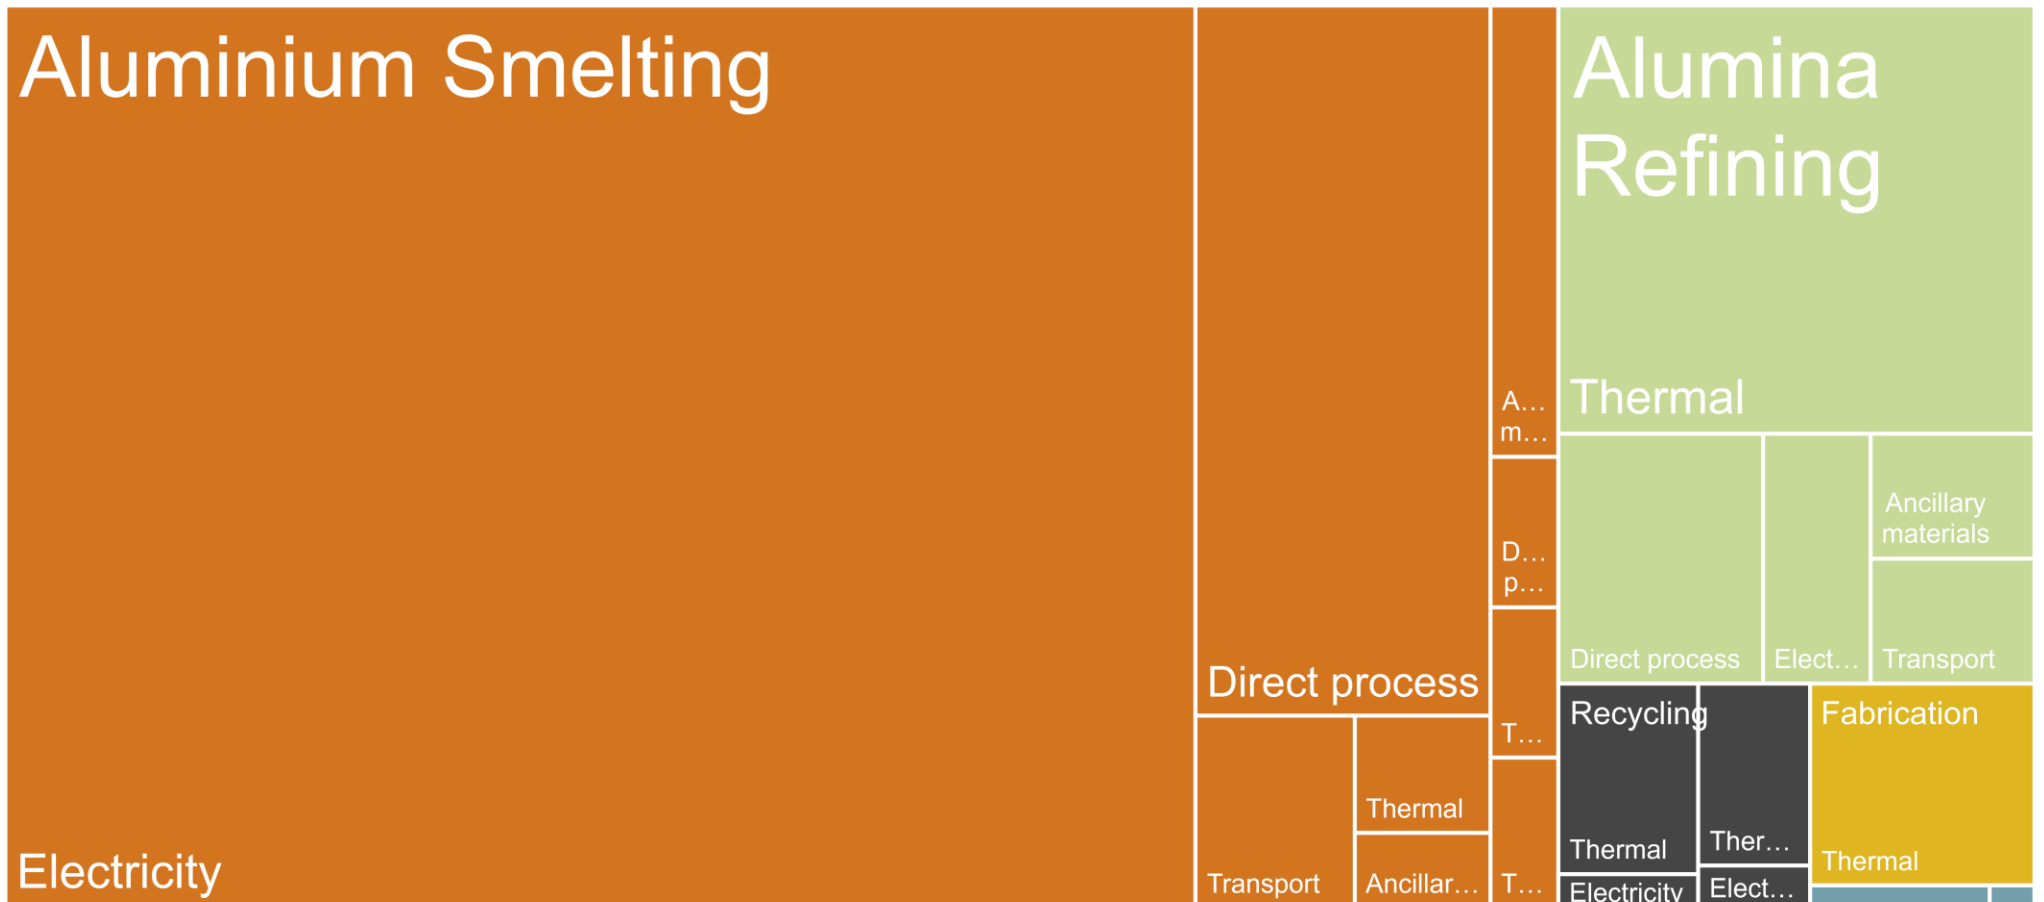 Aluminium Smelting
Electricity
Direct process
Transport
Thermal
Ancillar...
A...
m...
D...
p...
T...
T...
Alumina
Refining
Thermal
Direct process
Elect...
Ancillary
materials
Transport
Recycling
Thermal
Electricity
Ther...
Elect...
Fabrication
Thermal